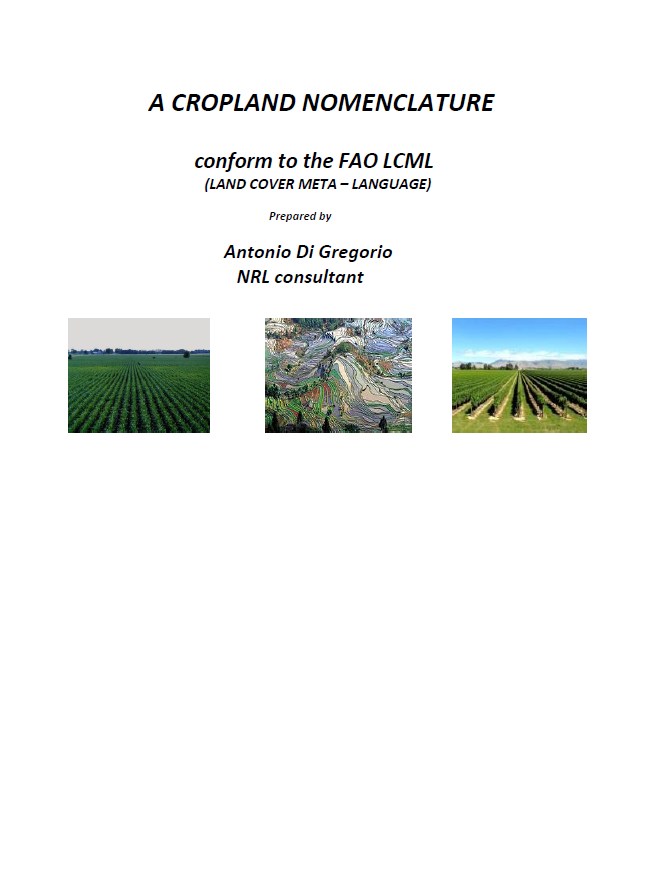 A CROPLAND NOMENCLATURE
conform to the FAO LCML
(LAND COVER META – LANGUAGE)
Prepared by
Antonio Di Gregorio
NRL consultant